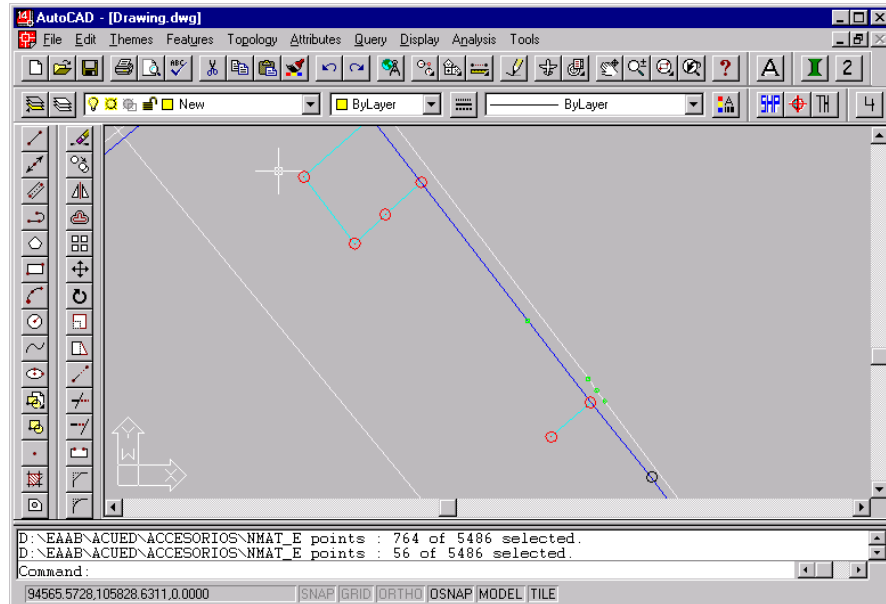 AutoCAD - [Drawing.dwg]
File Edit Themes Features Topology Attributes Query Display Analysis Tools
ABC ? A I 2
New ByLayer ByLayer SHP TH 4
Y
W
X
D:\EAAB\ACUED\ACCESORIOS\NMAT_E points : 764 of 5486 selected.
D:\EAAB\ACUED\ACCESORIOS\NMAT_E points : 56 of 5486 selected.
Command:
94565.5728,105828.6311,0.0000 SNAP GRID ORTHO OSNAP MODEL TILE